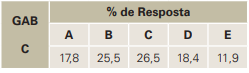 GAB
% de Resposta
A B C D E
C
17,8 25,5 26,5 18,4 11,9